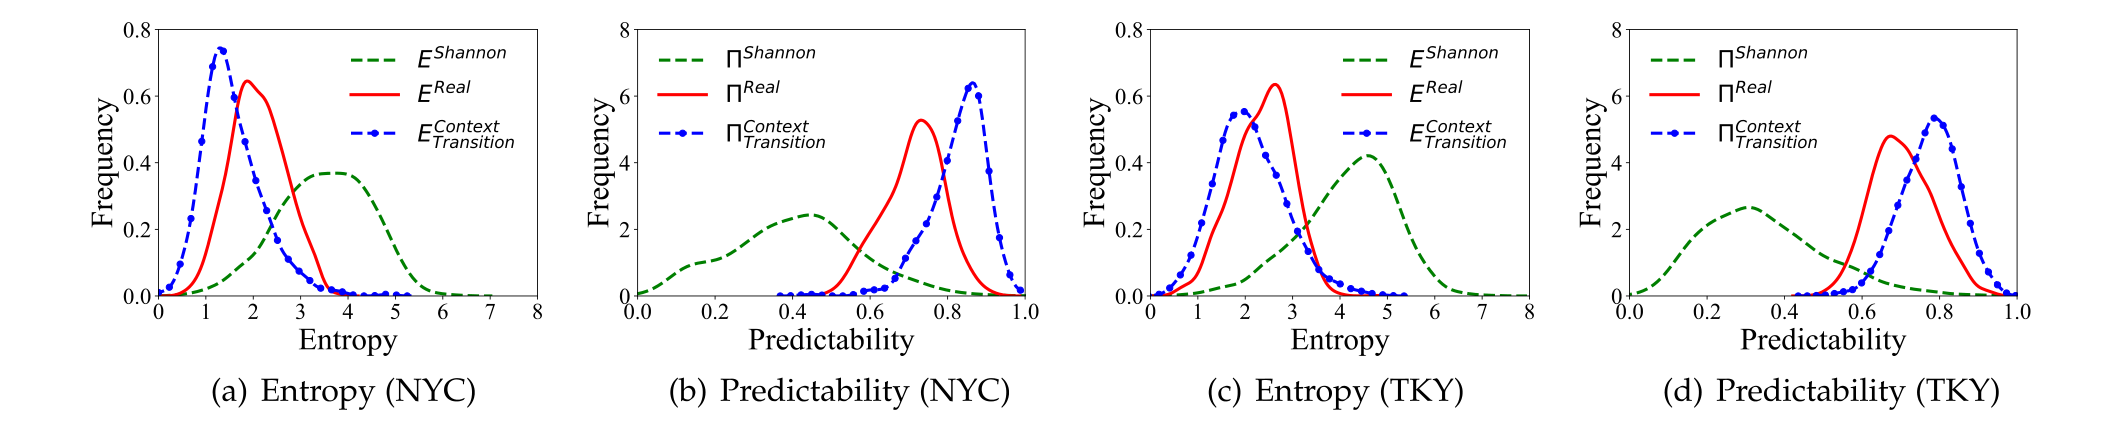 0.8
0.6
0.4
0.2
0.0
Frequency
0 1 2 3 4 5 6 7 8
Entropy
E^Shannon
E^Real
E^Context_Transition
(a) Entropy (NYC)
8
6
4
2
0
Frequency
0.0 0.2 0.4 0.6 0.8 1.0
Predictability
Π^Shannon
Π^Real
Π^Context_Transition
(b) Predictability (NYC)
0.8
0.6
0.4
0.2
0.0
Frequency
0 1 2 3 4 5 6 7 8
Entropy
E^Shannon
E^Real
E^Context_Transition
(c) Entropy (TKY)
8
6
4
2
0
Frequency
0.0 0.2 0.4 0.6 0.8 1.0
Predictability
Π^Shannon
Π^Real
Π^Context_Transition
(d) Predictability (TKY)